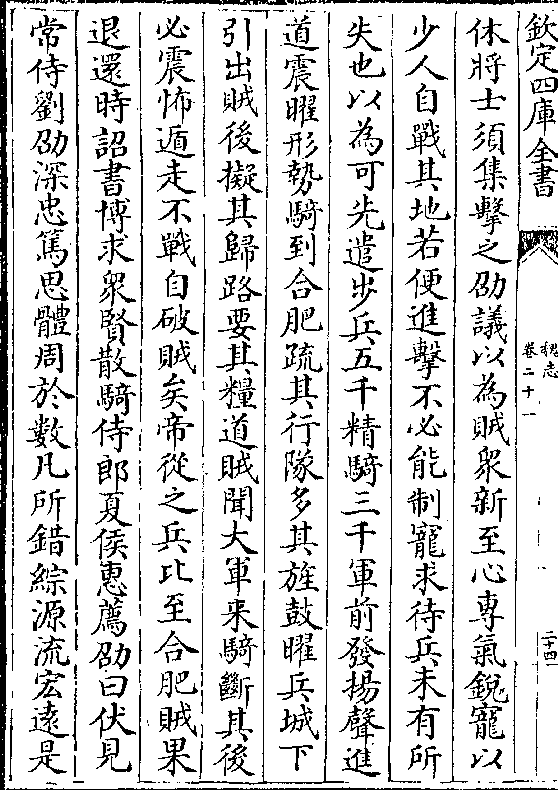 欽定四庫全書
魏志
卷二十一
二十四
休將士須集擊之劭議以為賊衆新至心專氣銳寵以
少人自戰其地若便進擊不必能制寵求待兵未有所
失也以為可先遣步兵五千精騎三千軍前發揚聲進
道震曜形勢騎到合肥疏其行隊多其旌鼓曜兵城下
引出賊後擬其歸路要其糧道賊聞大軍来騎斷其後
必震怖遁走不戰自破賊矣帝從之兵比至合肥賊果
退還時詔書博求衆賢散騎侍郎夏侯惠薦劭曰伏見
常侍劉劭深忠篤思體周於數凡所錯綜源流宏遠是